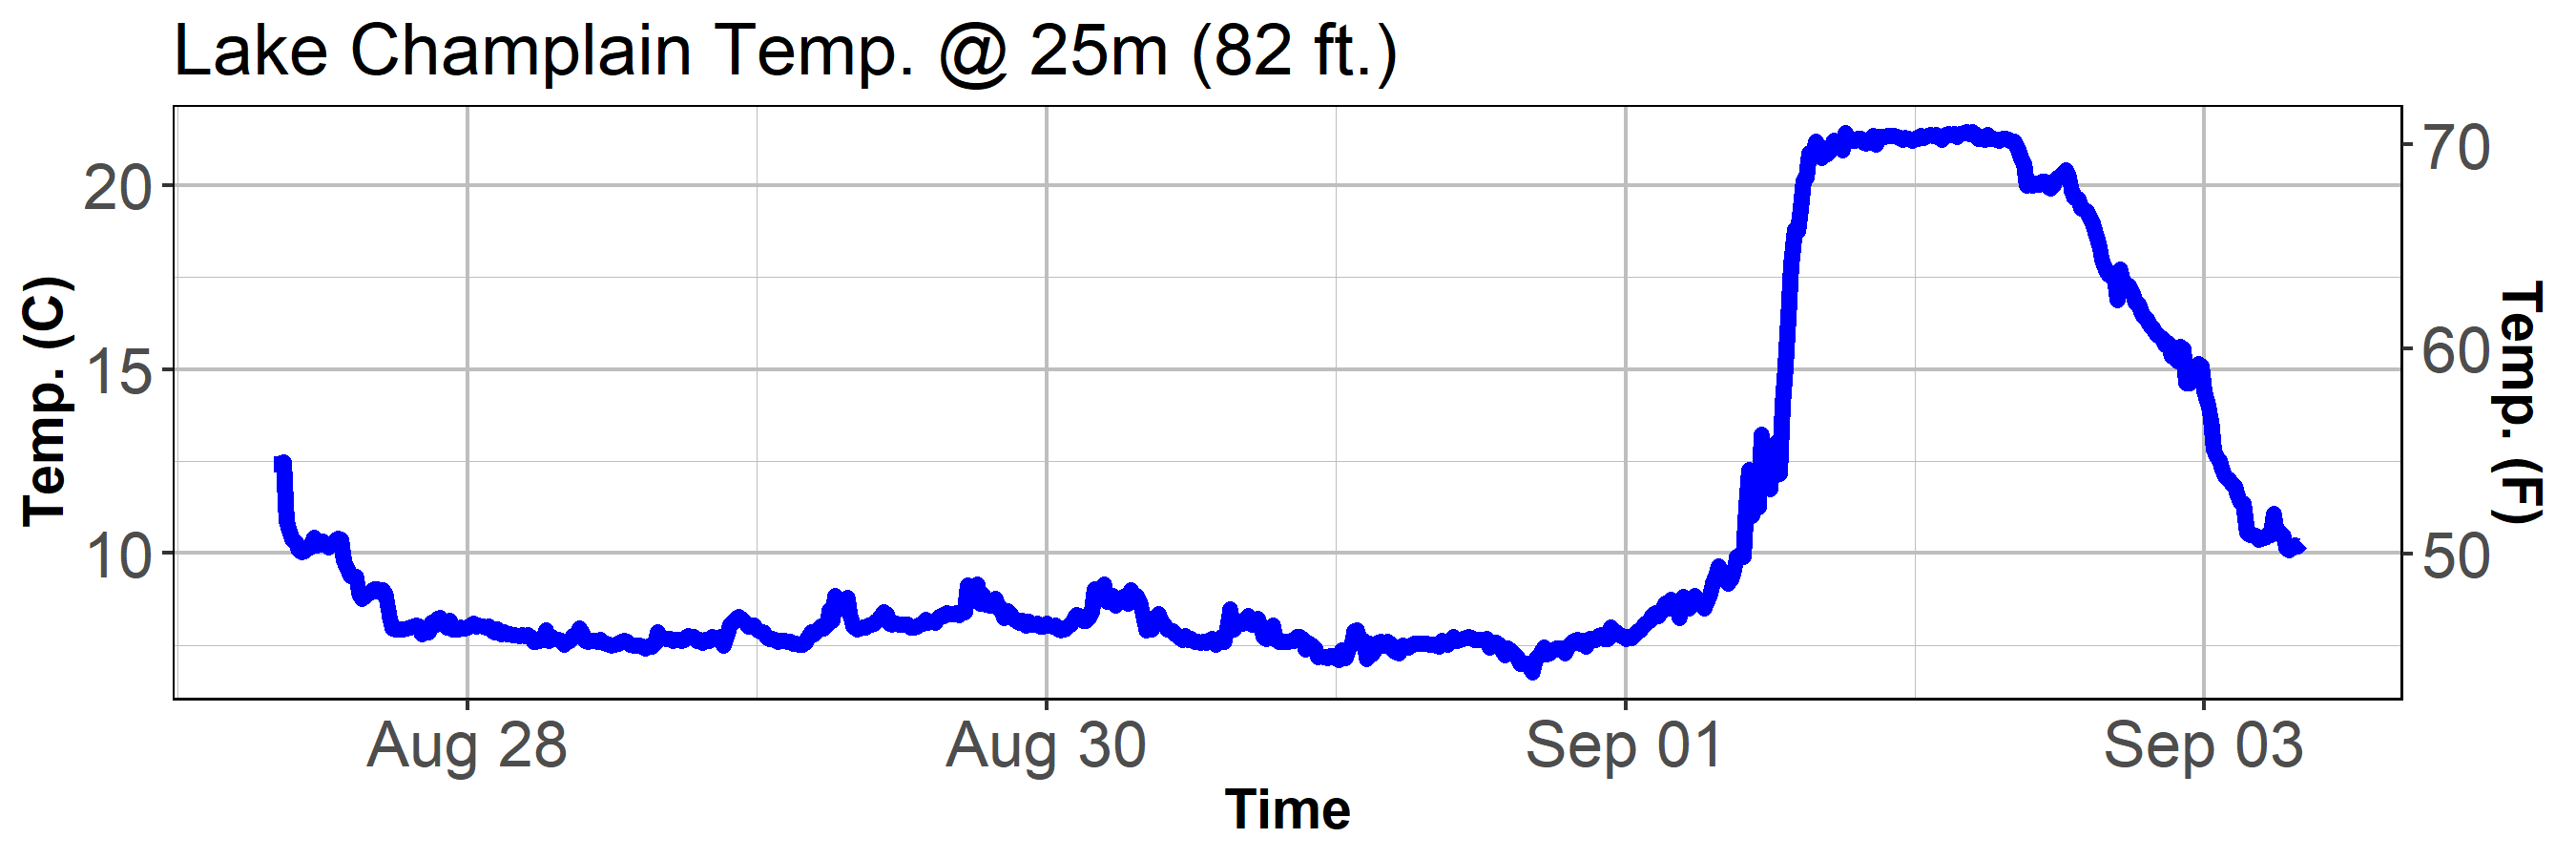 Lake Champlain Temp. @ 25m (82 ft.)
Temp. (C)
20
15
10
70
60
50
Temp. (F)
Aug 28
Aug 30
Sep 01
Sep 03
Time